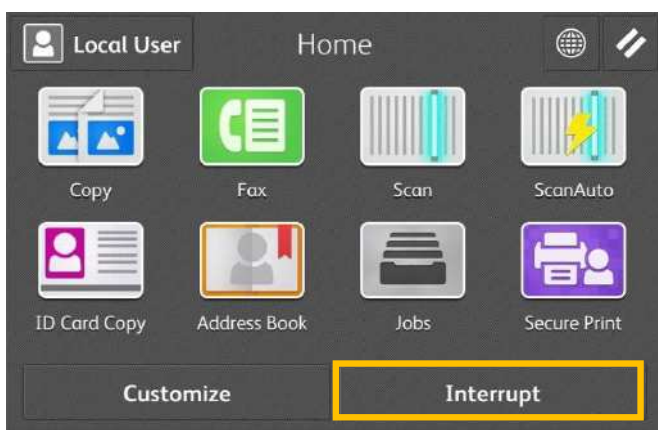 Local User Home
Copy Fax Scan ScanAuto
ID Card Copy Address Book Jobs Secure Print
Customize Interrupt